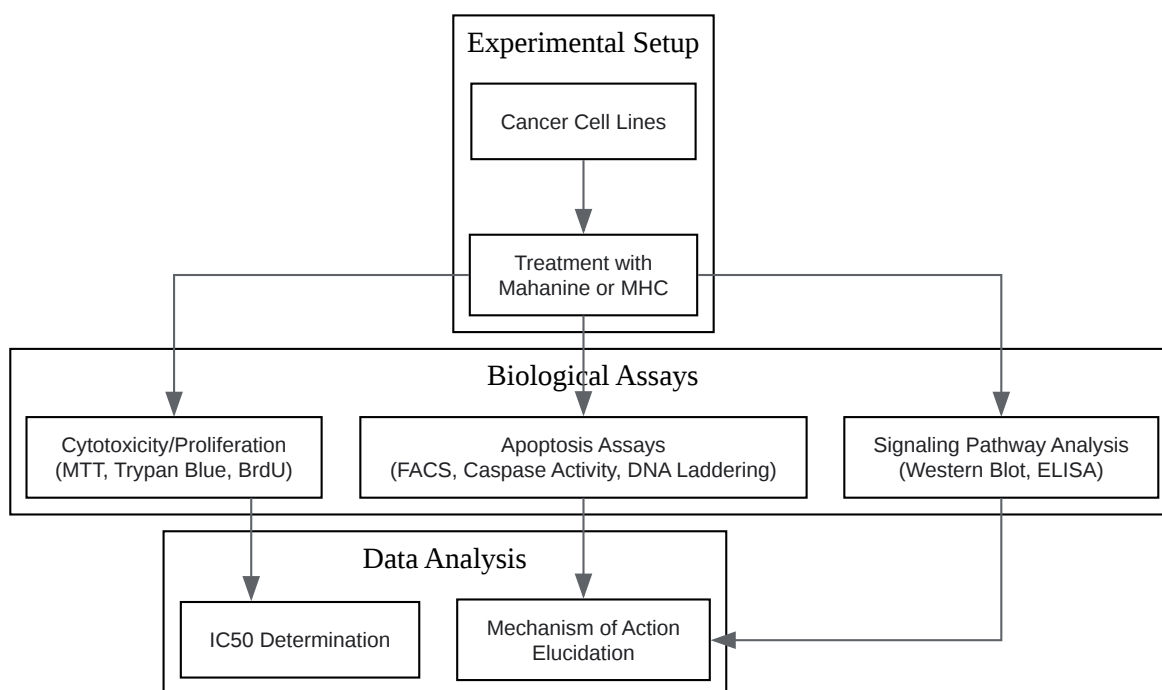 Experimental Setup
Cancer Cell Lines
Treatment with
Mahanine or MHC
Biological Assays
Cytotoxicity/Proliferation
(MTT, Trypan Blue, BrdU)
Apoptosis Assays
(FACS, Caspase Activity, DNA Laddering)
Signaling Pathway Analysis
(Western Blot, ELISA)
Data Analysis
IC50 Determination
Mechanism of Action
Elucidation